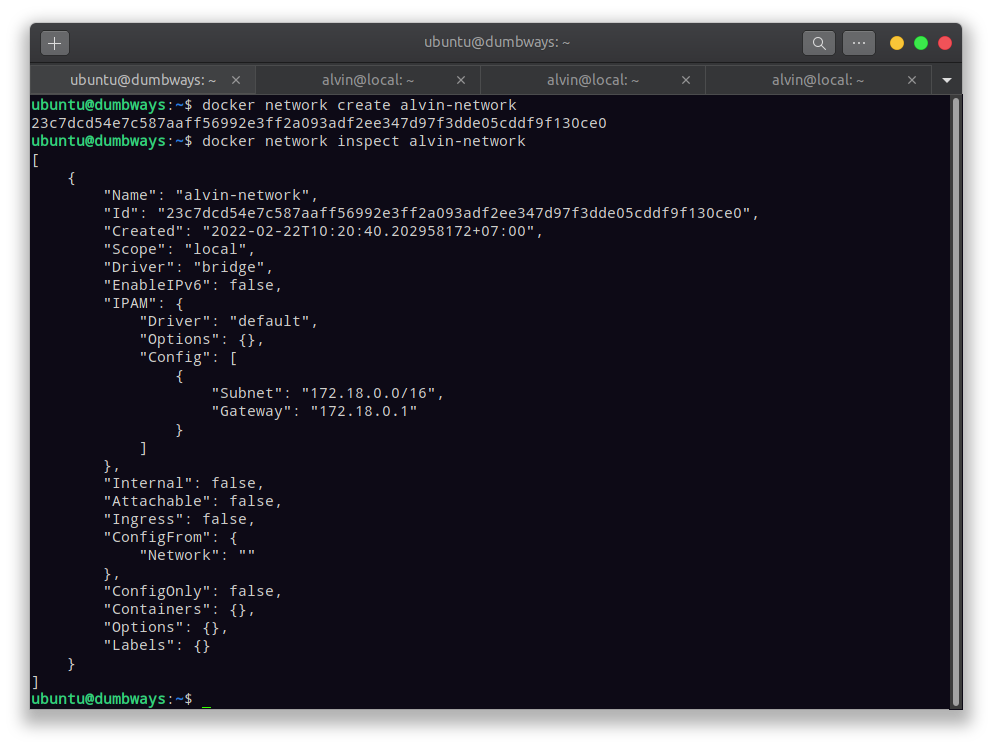 ubuntu@dumbways: ~
ubuntu@dumbways: ~
alvin@local: ~
alvin@local: ~
alvin@local: ~
ubuntu@dumbways:~$ docker network create alvin-network
23c7dcd54e7c587aaff56992e3ff2a093adf2ee347d97f3dde05cddf9f130ce0
ubuntu@dumbways:~$ docker network inspect alvin-network
[
    {
        "Name": "alvin-network",
        "Id": "23c7dcd54e7c587aaff56992e3ff2a093adf2ee347d97f3dde05cddf9f130ce0",
        "Created": "2022-02-22T10:20:40.202958172+07:00",
        "Scope": "local",
        "Driver": "bridge",
        "EnableIPv6": false,
        "IPAM": {
            "Driver": "default",
            "Options": {},
            "Config": [
                {
                    "Subnet": "172.18.0.0/16",
                    "Gateway": "172.18.0.1"
                }
            ]
        },
        "Internal": false,
        "Attachable": false,
        "Ingress": false,
        "ConfigFrom": {
            "Network": ""
        },
        "ConfigOnly": false,
        "Containers": {},
        "Options": {},
        "Labels": {}
    }
]
ubuntu@dumbways:~$ _